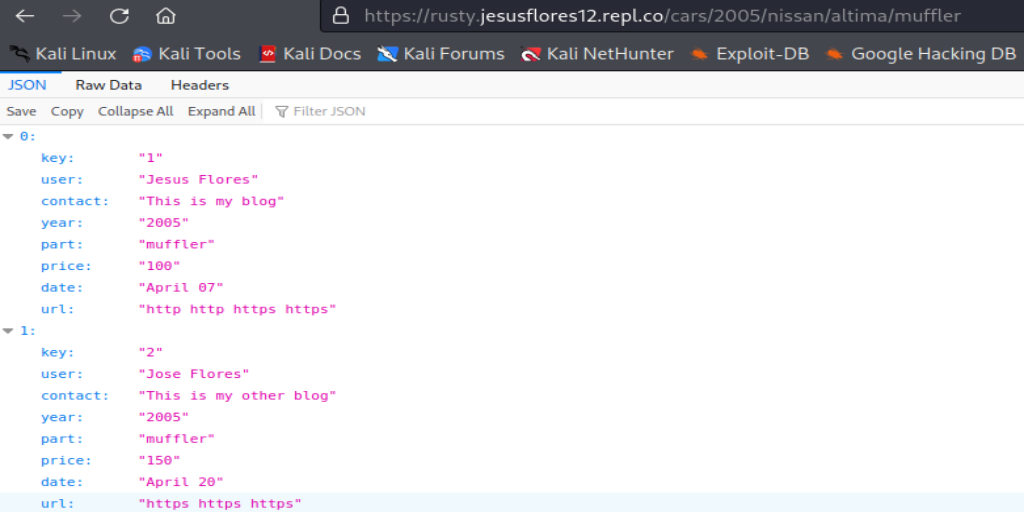 https://rusty.jesusflores12.repl.co/cars/2005/nissan/altima/muffler
Kali Linux Kali Tools Kali Docs Kali Forums Kali NetHunter Exploit-DB Google Hacking DB
JSON Raw Data Headers
Save Copy Collapse All Expand All Filter JSON
0:
key: "1"
user: "Jesus Flores"
contact: "This is my blog"
year: "2005"
part: "muffler"
price: "100"
date: "April 07"
url: "http http https https"
1:
key: "2"
user: "Jose Flores"
contact: "This is my other blog"
year: "2005"
part: "muffler"
price: "150"
date: "April 20"
url: "https https https"